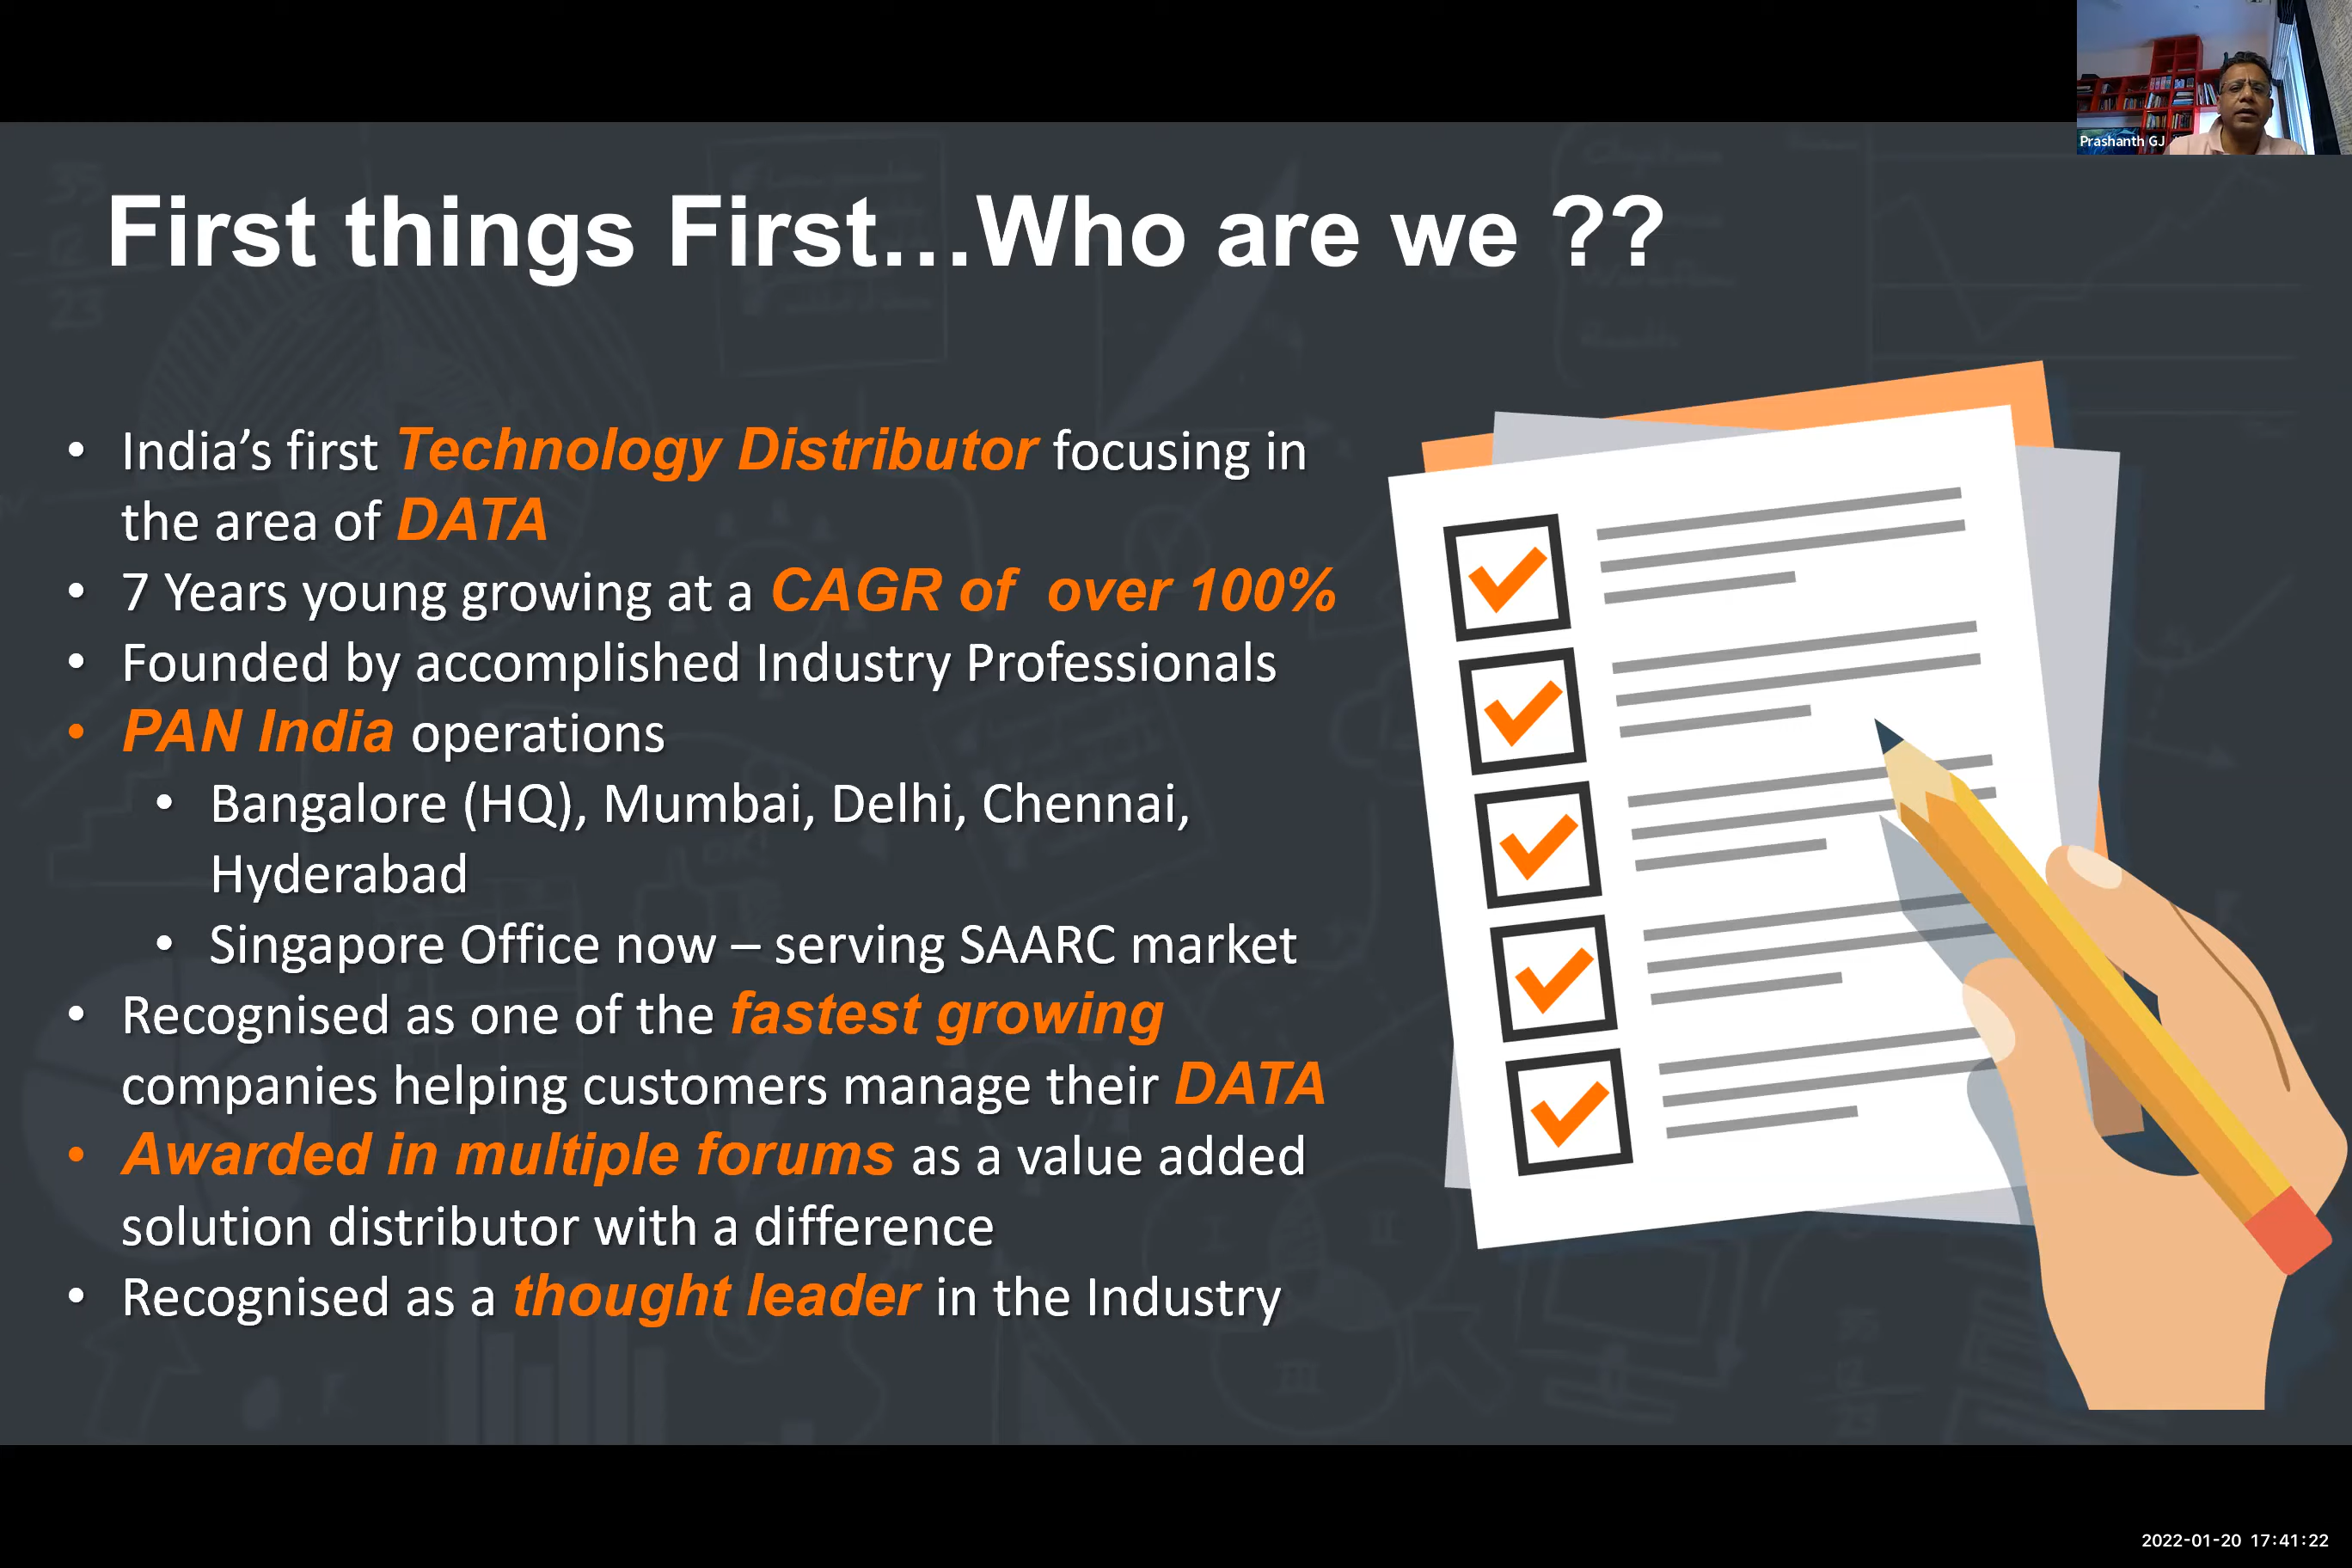 Prashanth GJ
First things First...Who are we ??
• India’s first Technology Distributor focusing in
the area of DATA
• 7 Years young growing at a CAGR of  over 100%
• Founded by accomplished Industry Professionals
• PAN India operations
• Bangalore (HQ), Mumbai, Delhi, Chennai,
Hyderabad
• Singapore Office now – serving SAARC market
• Recognised as one of the fastest growing
companies helping customers manage their DATA
• Awarded in multiple forums as a value added
solution distributor with a difference
• Recognised as a thought leader in the Industry
2022-01-20 17:41:22